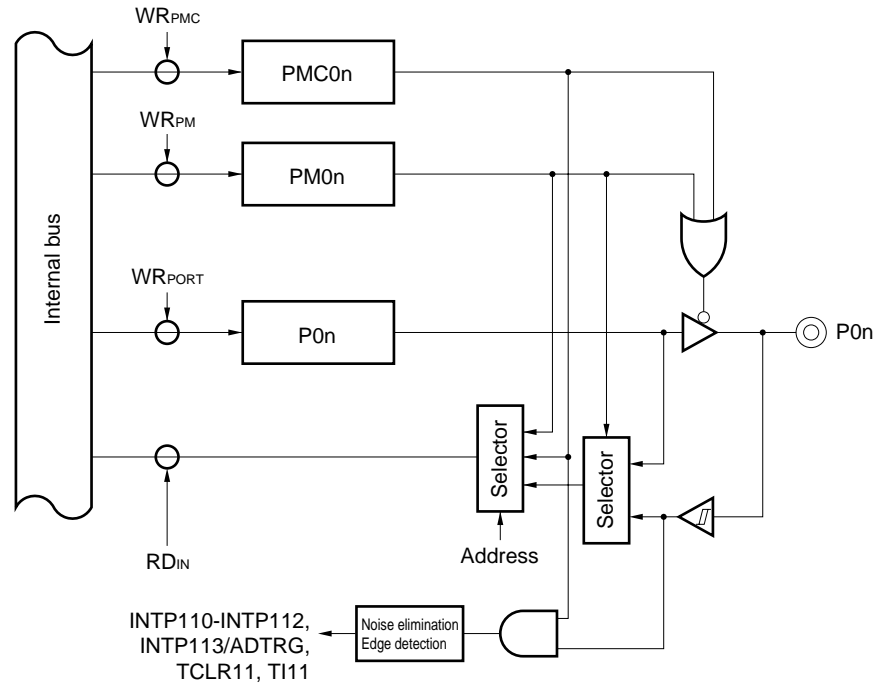 WRPMC
PMC0n
WRPM
PM0n
Internal bus
WRPORT
P0n
P0n
Selector
Selector
Address
RDIN
INTP110-INTP112,
INTP113/ADTRG,
TCLR11, TI11
Noise elimination
Edge detection